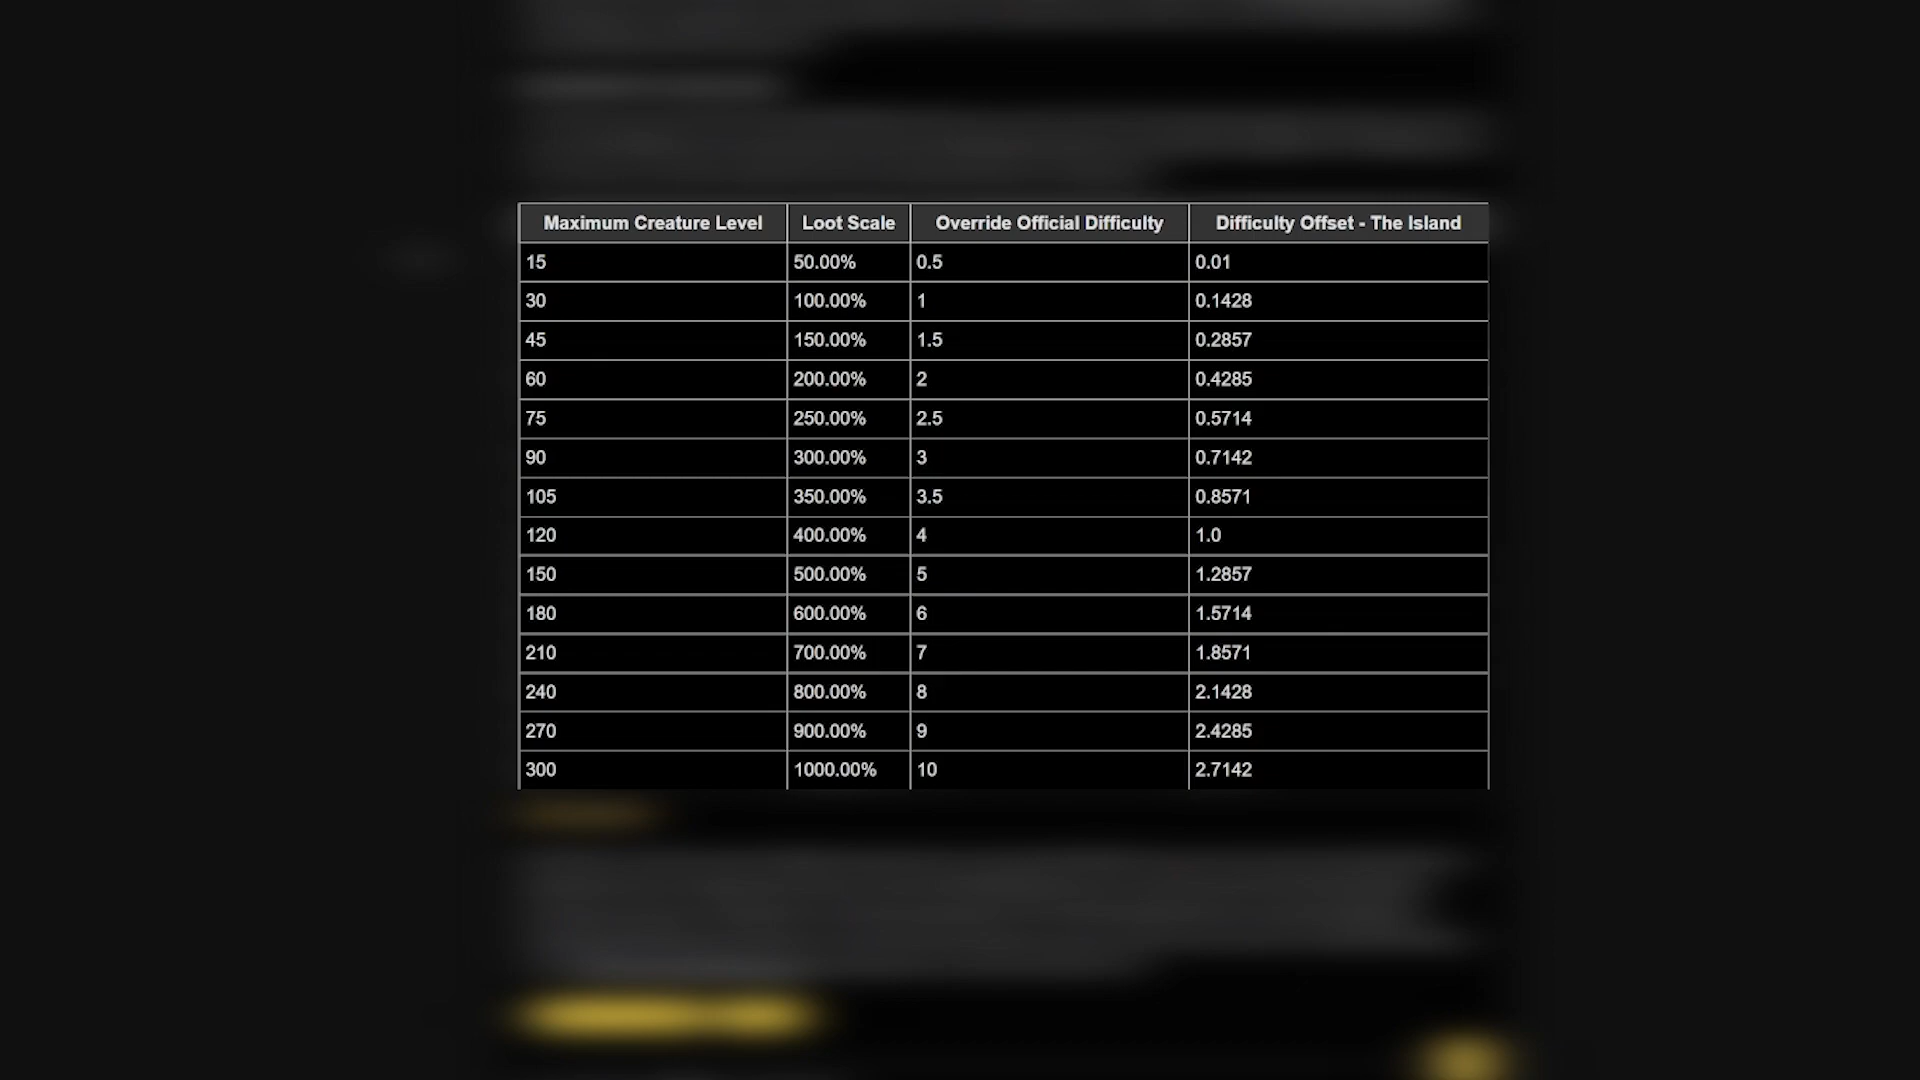 Maximum Creature Level Loot Scale Override Official Difficulty Difficulty Offset - The Island
15 50.00% 0.5 0.01
30 100.00% 1 0.1428
45 150.00% 1.5 0.2857
60 200.00% 2 0.4285
75 250.00% 2.5 0.5714
90 300.00% 3 0.7142
105 350.00% 3.5 0.8571
120 400.00% 4 1.0
150 500.00% 5 1.2857
180 600.00% 6 1.5714
210 700.00% 7 1.8571
240 800.00% 8 2.1428
270 900.00% 9 2.4285
300 1000.00% 10 2.7142